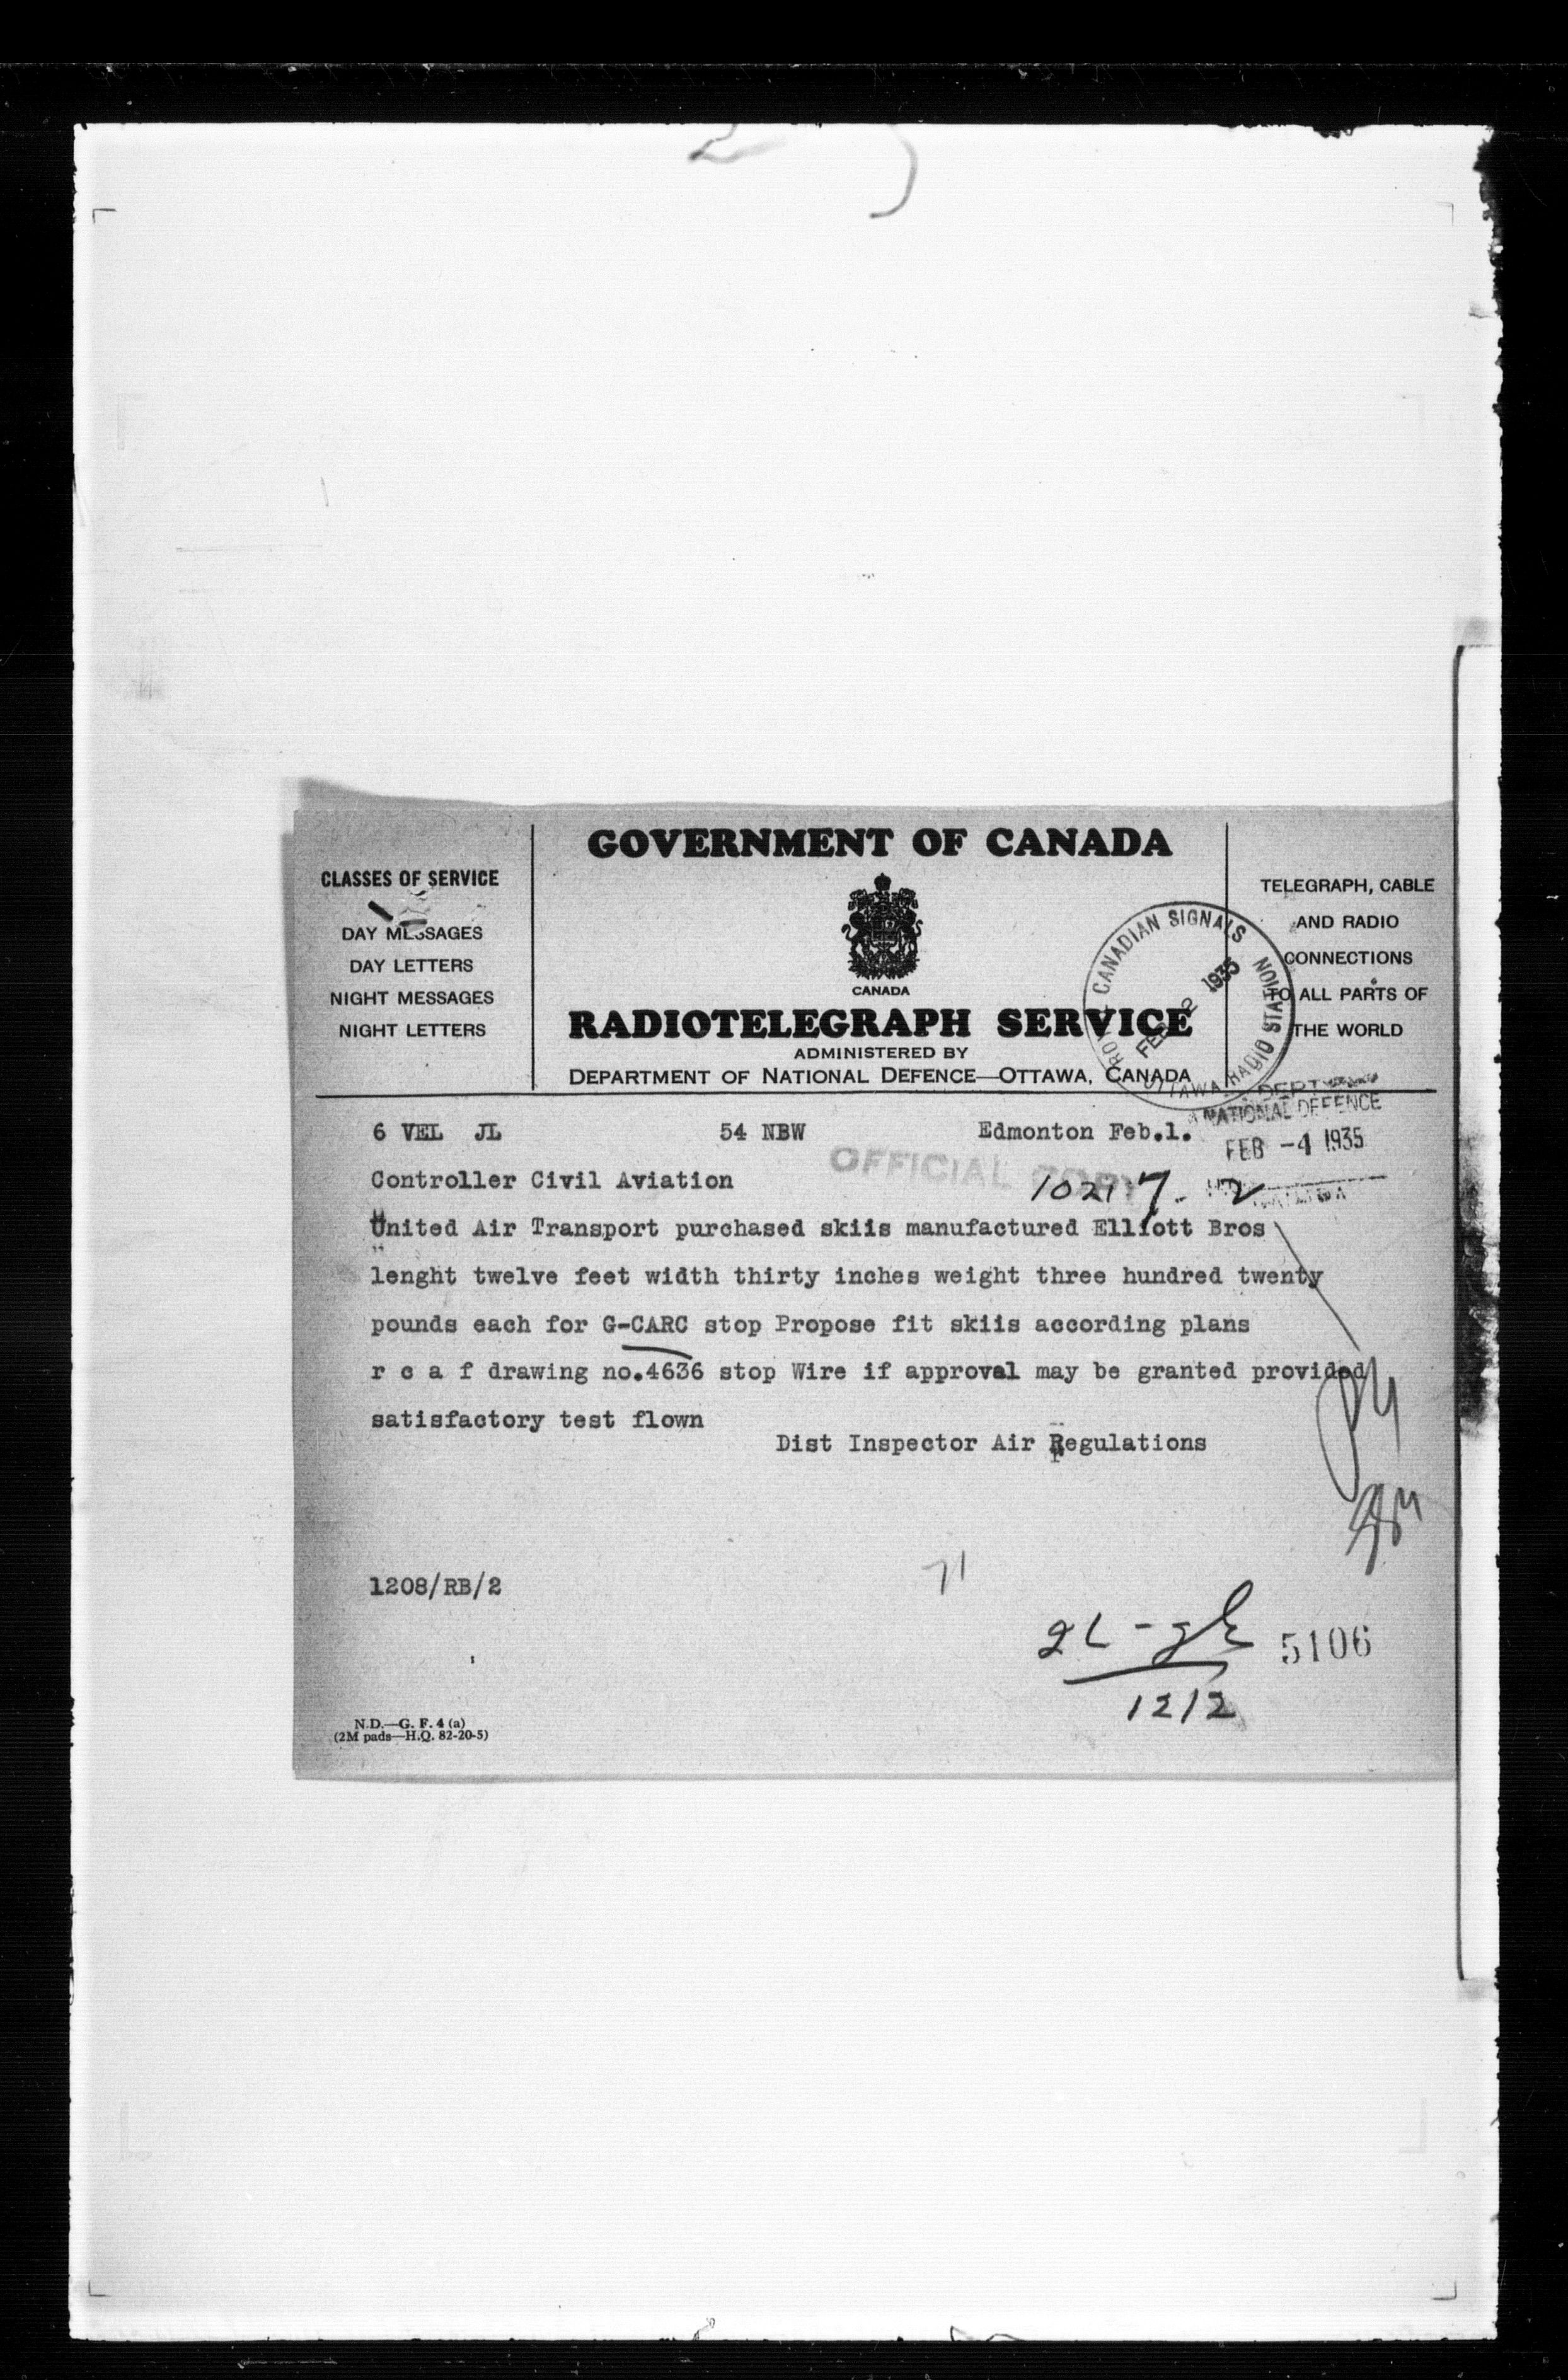 GOVERNMENT OF CANADA
CLASSES OF SERVICE
DAY MESSAGES
DAY LETTERS
NIGHT MESSAGES
NIGHT LETTERS
CANADA
RADIOTELEGRAPH SERVICE
ADMINISTERED BY
DEPARTMENT OF NATIONAL DEFENCE—OTTAWA, CANADA
TELEGRAPH, CABLE
AND RADIO
CONNECTIONS
TO ALL PARTS OF
THE WORLD
CANADIAN SIGNALS
FEB 2 1935
OTTAWA RADIO STATION
DEPT
NATIONAL DEFENCE
FEB -4 1935
6 VEL JL 54 NBW Edmonton Feb.1.
OFFICIAL COPY
Controller Civil Aviation
United Air Transport purchased skiis manufactured Elliott Bros
lenght twelve feet width thirty inches weight three hundred twenty
pounds each for G-CARC stop Propose fit skiis according plans
r c a f drawing no.4636 stop Wire if approval may be granted provided
satisfactory test flown
Dist Inspector Air Regulations
1208/RB/2
71
5106
1212
N.D.—G. F. 4 (a)
(2M pads—H.Q. 82-20-5)